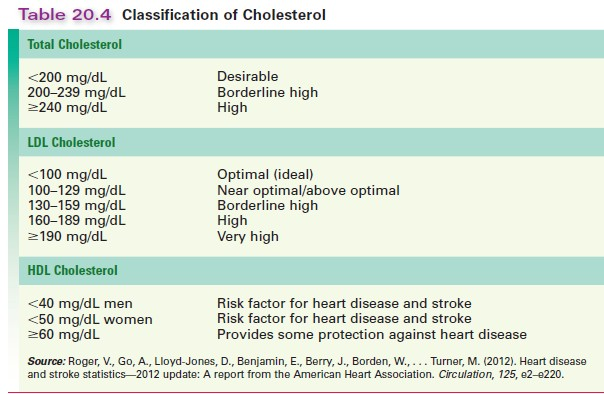 Table 20.4 Classification of Cholesterol
Total Cholesterol
<200 mg/dL Desirable
200–239 mg/dL Borderline high
≥240 mg/dL High
LDL Cholesterol
<100 mg/dL Optimal (ideal)
100–129 mg/dL Near optimal/above optimal
130–159 mg/dL Borderline high
160–189 mg/dL High
≥190 mg/dL Very high
HDL Cholesterol
<40 mg/dL men Risk factor for heart disease and stroke
<50 mg/dL women Risk factor for heart disease and stroke
≥60 mg/dL Provides some protection against heart disease
Source: Roger, V., Go, A., Lloyd-Jones, D., Benjamin, E., Berry, J., Borden, W., . . . Turner, M. (2012). Heart disease
and stroke statistics—2012 update: A report from the American Heart Association. Circulation, 125, e2–e220.